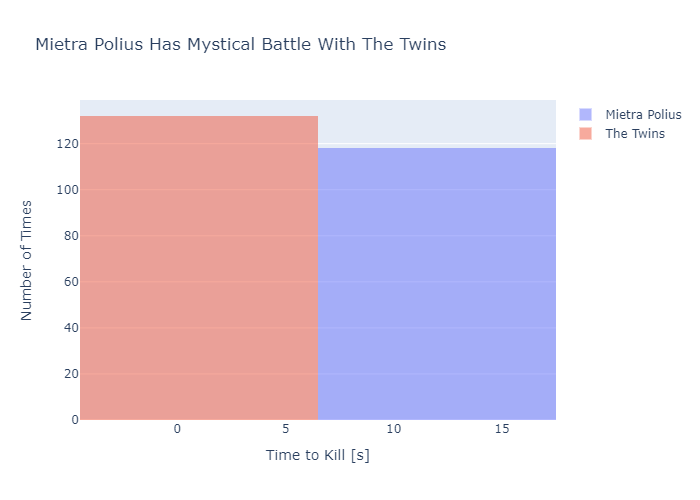 Mietra Polius Has Mystical Battle With The Twins
Mietra Polius
The Twins
Number of Times
120
100
80
60
40
20
0
0 5 10 15
Time to Kill [s]